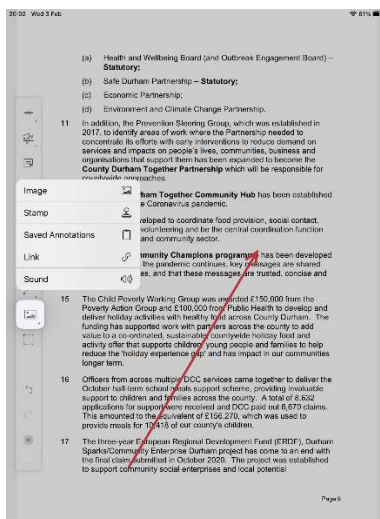 20:02 Wed 3 Feb
81%
(a) Health and Wellbeing Board (and Outbreak Engagement Board) –
Statutory;
(b) Safe Durham Partnership – Statutory;
(c) Economic Partnership;
(d) Environment and Climate Change Partnership.
11 In addition, the Prevention Steering Group, which was established in
2017, to identify areas of work where the Partnership needed to
concentrate its efforts with early interventions to reduce demand on
services and impacts on people's lives, communities, business and
organisations that support them has been expanded to become the
County Durham Together Partnership which will be responsible for
countywide approaches.
Image
ham Together Community Hub has been established
e Coronavirus pandemic.
Stamp
eloped to coordinate food provision, social contact,
volunteering and be the central coordination function
Saved Annotations
and community sector.
Link
mmunity Champions programme has been developed
the pandemic continues, key messages are shared
Sound
es, and that these messages are trusted, concise and
15 The Child Poverty Working Group was awarded £150,000 from the
Poverty Action Group and £100,000 from Public Health to develop and
deliver holiday activities with healthy food across County Durham. The
funding has supported work with partners across the county to add
value to a co-ordinated, sustainable countywide holiday food and
activity offer that supports children, young people and families to help
reduce the 'holiday experience gap' and has impact in our communities
longer term.
16 Officers from across multiple DCC services came together to deliver the
October half-term school meals support scheme, providing invaluable
support to children and families across the county. A total of 8,632
applications for support were received and DCC paid out 6,670 claims.
This amounted to the equivalent of £156,270, which was used to
provide meals for 10,418 of our county's children.
17 The three-year European Regional Development Fund (ERDF), Durham
Sparks/Community Enterprise Durham project has come to an end with
the final claim submitted in October 2020. The project was established
to support community social enterprises and local potential
Page 9